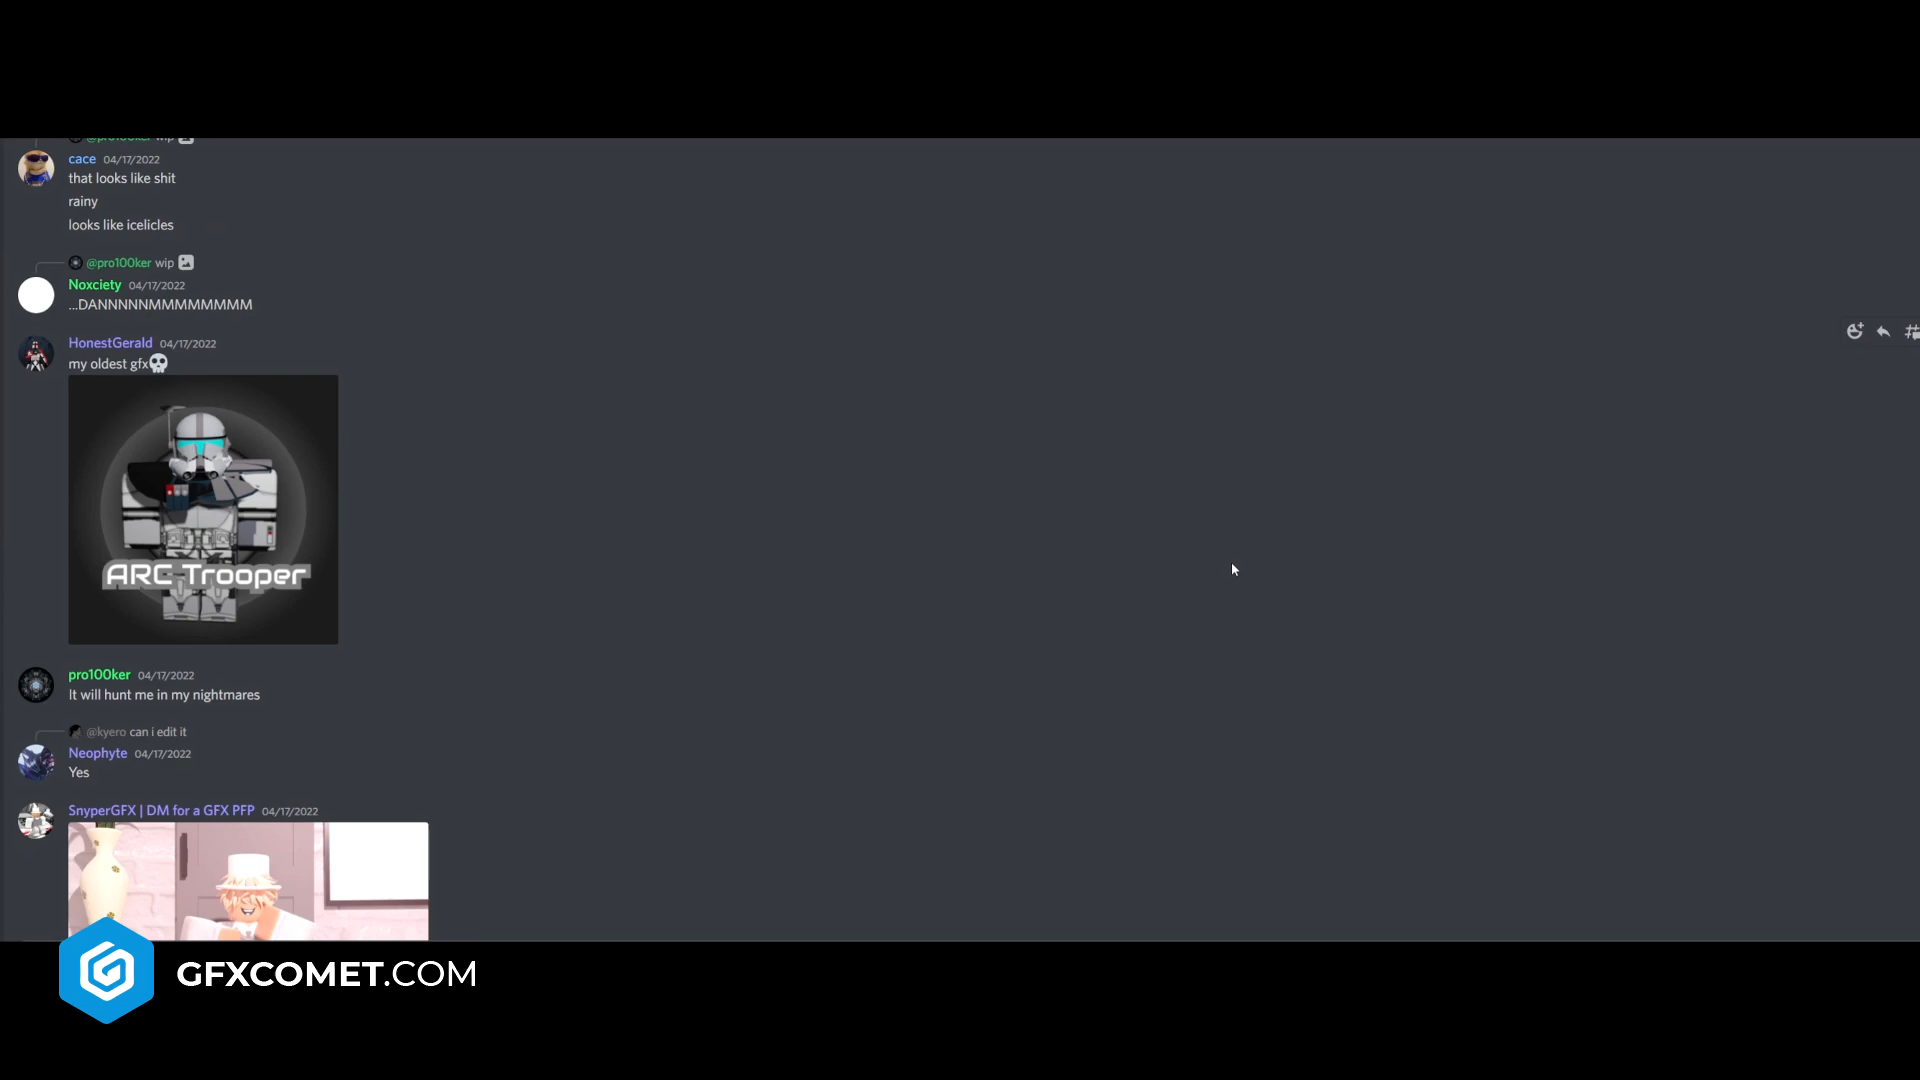 @pro100ker wip
cace 04/17/2022
that looks like shit
rainy
looks like icelicles
@pro100ker wip
Noxciety 04/17/2022
...DANNNNNMMMMMMMM
HonestGerald 04/17/2022
my oldest gfx💀
ARC Trooper
pro100ker 04/17/2022
It will hunt me in my nightmares
@kyero can i edit it
Neophyte 04/17/2022
Yes
SnyperGFX | DM for a GFX PFP 04/17/2022
GFXCOMET.COM